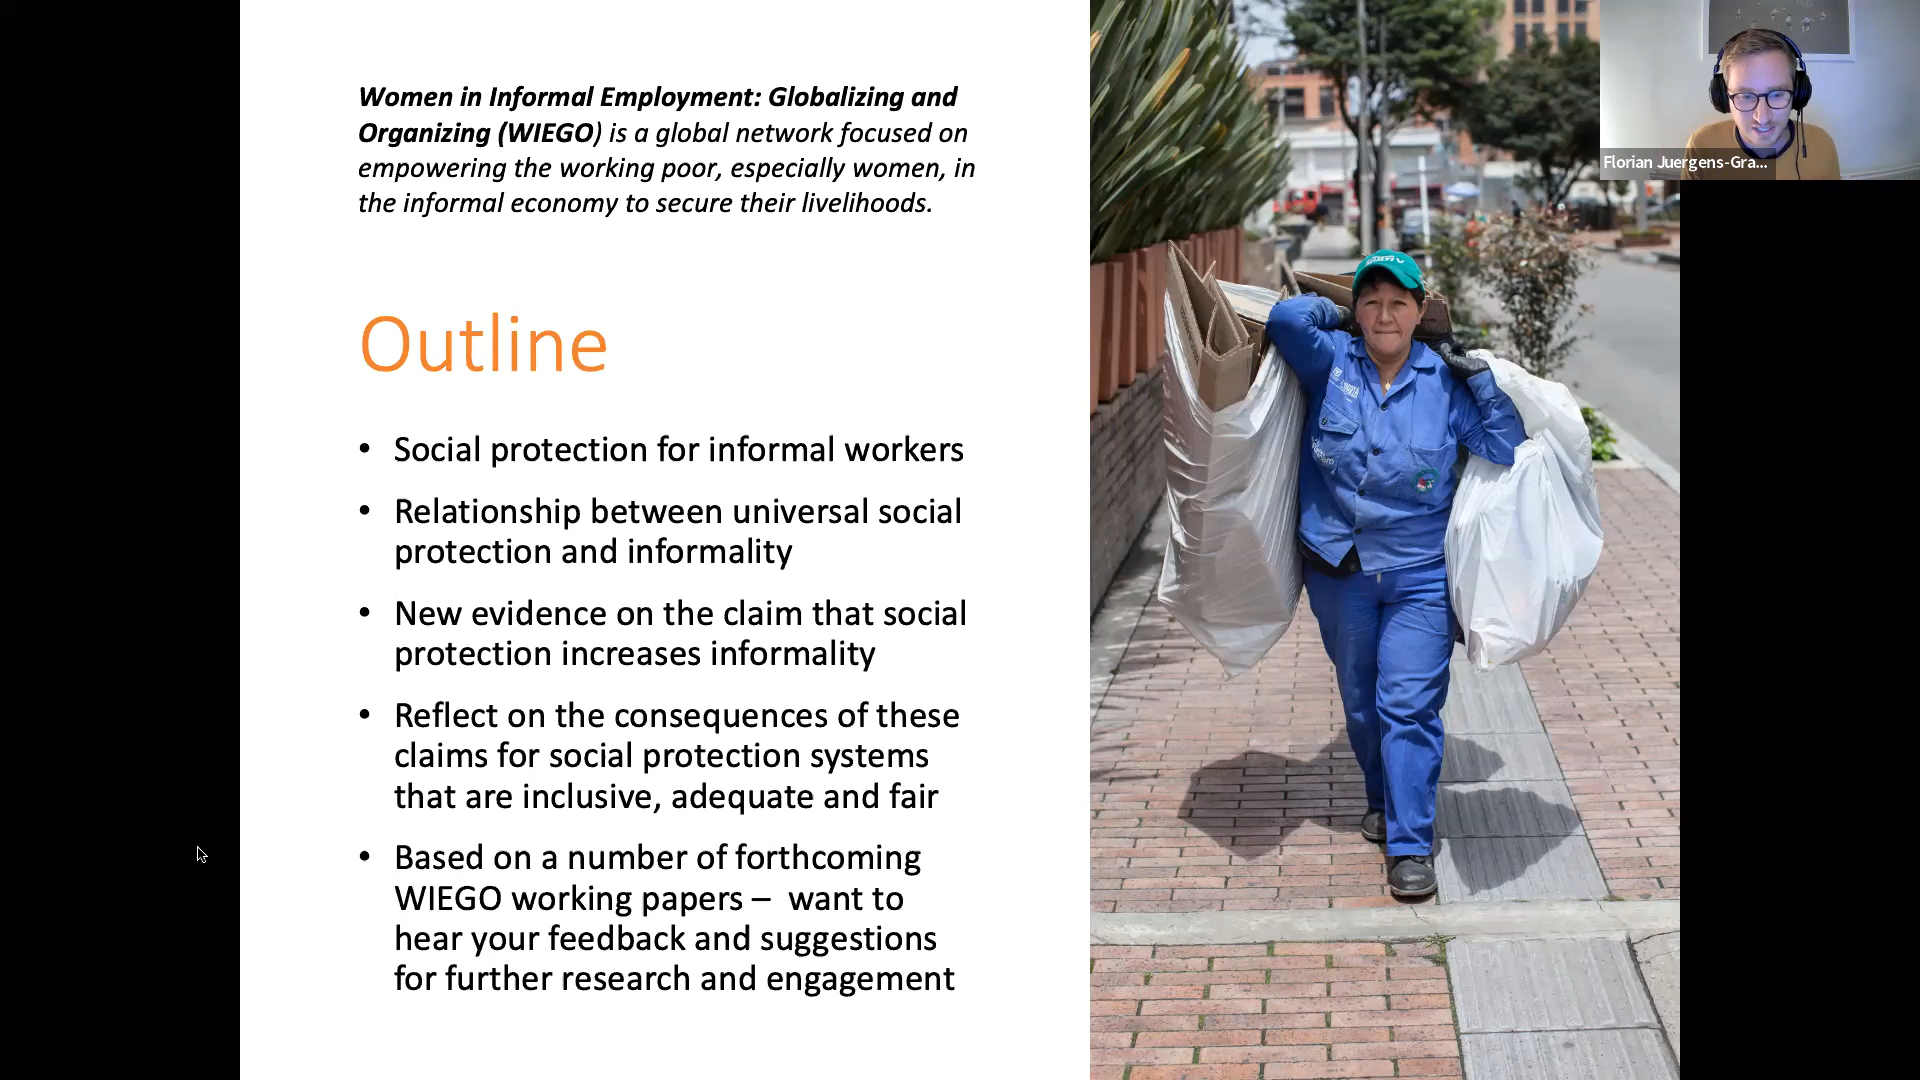 Women in Informal Employment: Globalizing and
Organizing (WIEGO) is a global network focused on
empowering the working poor, especially women, in
the informal economy to secure their livelihoods.
Outline
• Social protection for informal workers
• Relationship between universal social
protection and informality
• New evidence on the claim that social
protection increases informality
• Reflect on the consequences of these
claims for social protection systems
that are inclusive, adequate and fair
• Based on a number of forthcoming
WIEGO working papers – want to
hear your feedback and suggestions
for further research and engagement
Florian Juergens-Gra...